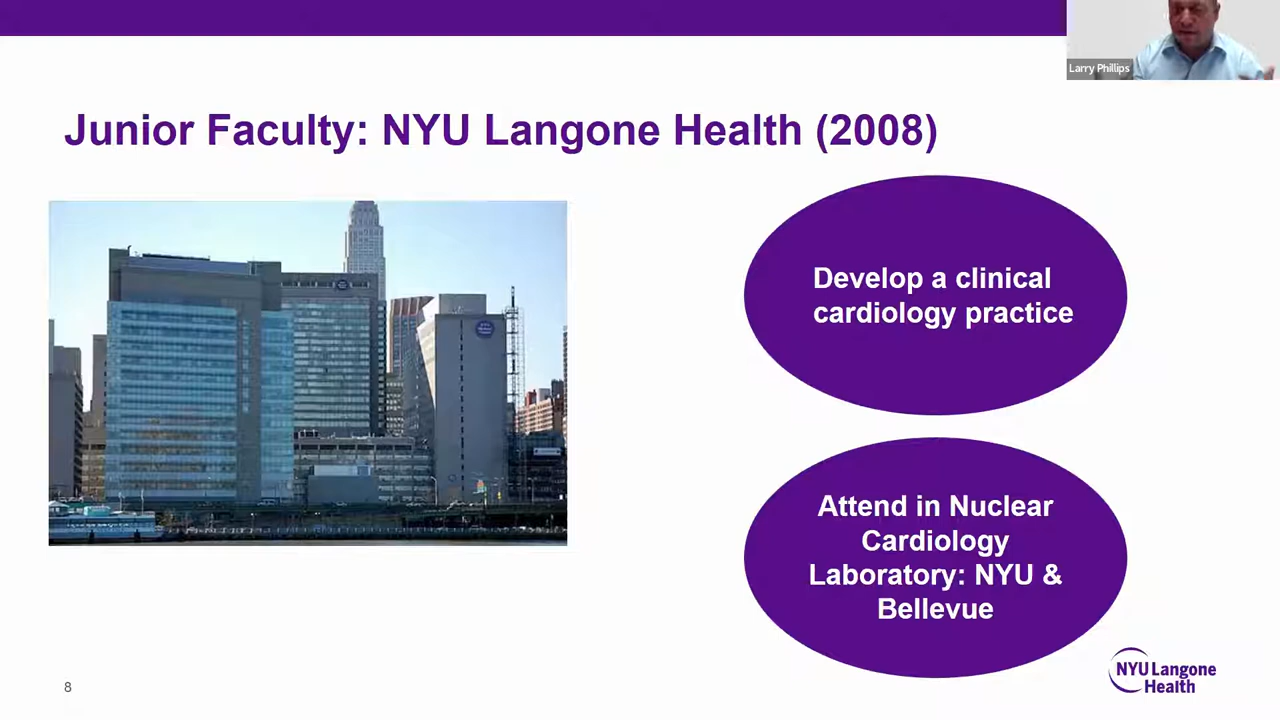 Larry Phillips
Junior Faculty: NYU Langone Health (2008)
Develop a clinical
cardiology practice
Attend in Nuclear
Cardiology
Laboratory: NYU &
Bellevue
8
NYU Langone
Health